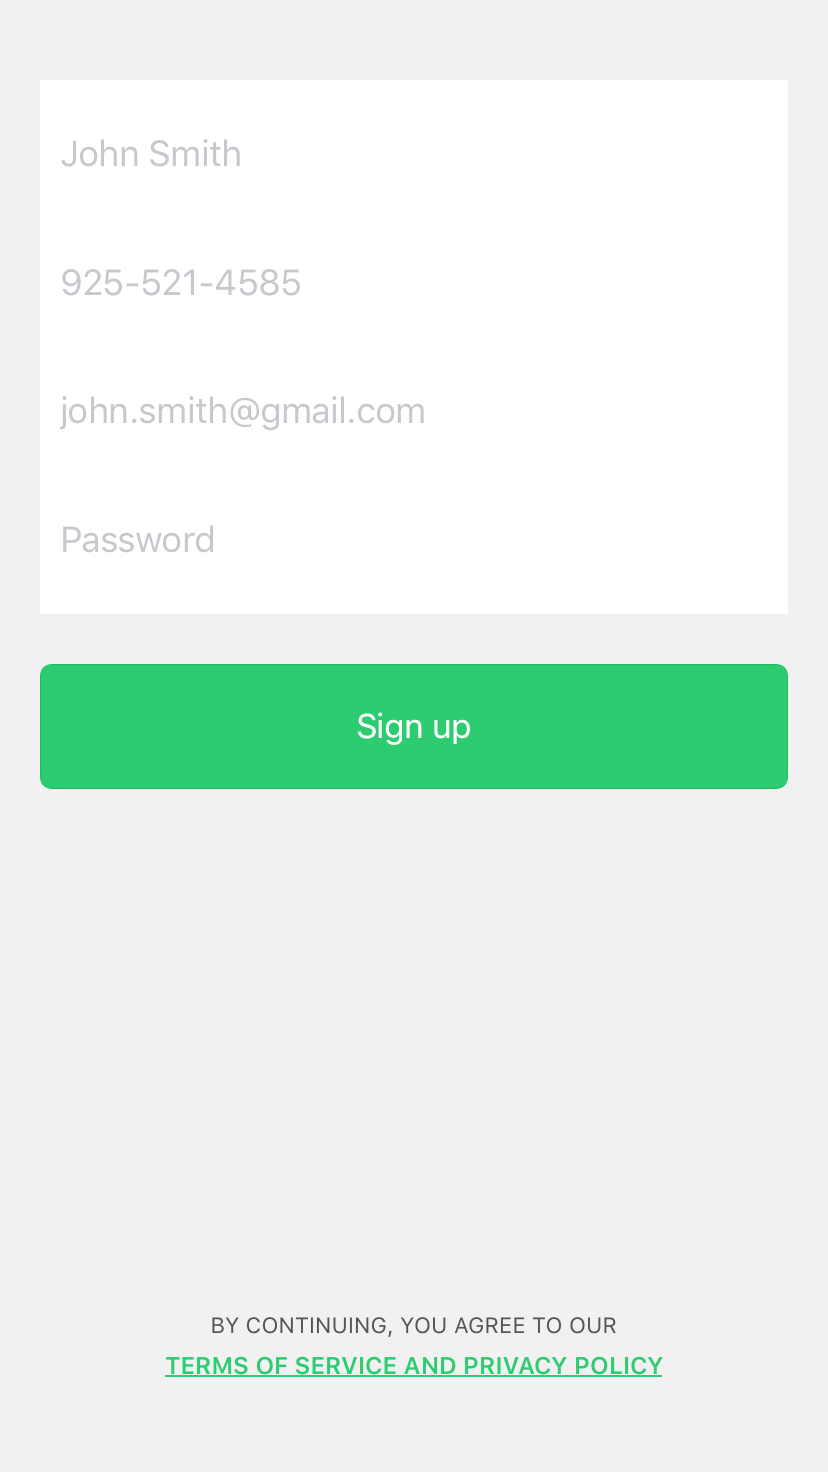 John Smith
925-521-4585
john.smith@gmail.com
Password
Sign up
BY CONTINUING, YOU AGREE TO OUR
TERMS OF SERVICE AND PRIVACY POLICY